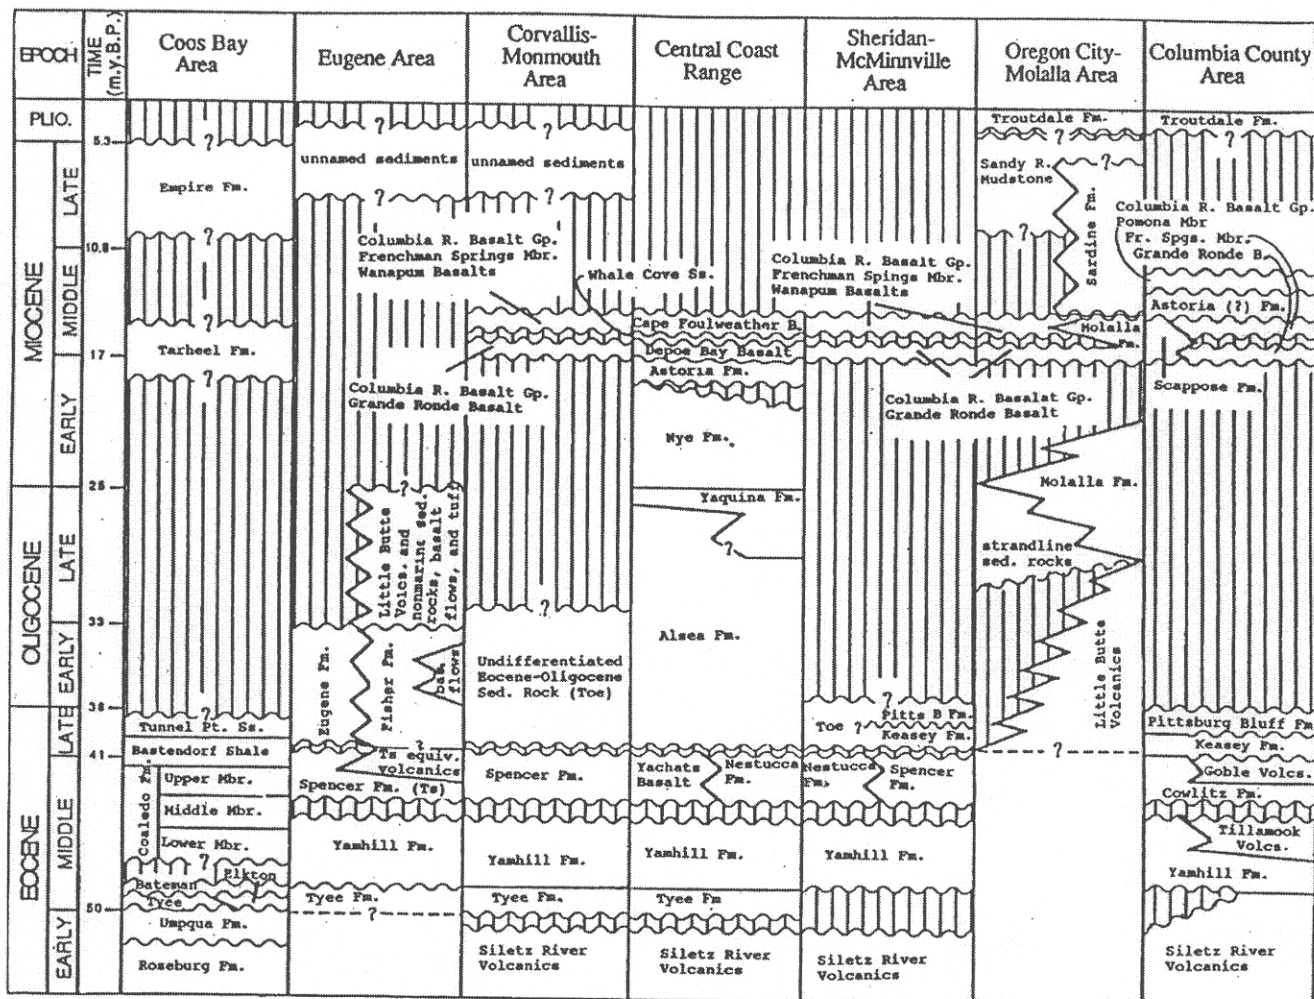 EPOCH
TIME
(m.y.B.P.)
Coos Bay
Area
Eugene Area
Corvallis-
Monmouth
Area
Central Coast
Range
Sheridan-
McMinnville
Area
Oregon City-
Molalla Area
Columbia County
Area
PLIO.
5.3
MIOCENE
LATE
10.8
MIDDLE
17
EARLY
25
OLIGOCENE
LATE
33
EARLY
38
EOCENE
LATE
41
MIDDLE
50
EARLY
?
Empire Fm.
?
?
Tarheel Fm.
?
?
Tunnel Pt. Ss.
Bastendorf Shale
Coaledo Fm.
Upper Mbr.
Middle Mbr.
Lower Mbr.
?
Elkton
Bateman
Tyee
?
Umpqua Fm.
Roseburg Fm.
?
unnamed sediments
?
?
Little Butte
Volcs. and
nonmarine sed.
rocks, basalt
flows, and tuff
Eugene Fm.
Fisher Fm.
bas.
flows
?
Ts equiv.
volcanics
Spencer Fm. (Ts)
Yamhill Fm.
Tyee Fm.
?
?
unnamed sediments
?
Columbia R. Basalt Gp.
Frenchman Springs Mbr.
Wanapum Basalts
Columbia R. Basalt Gp.
Grande Ronde Basalt
?
Undifferentiated
Eocene-Oligocene
Sed. Rock (Toe)
Spencer Fm.
Yamhill Fm.
Tyee Fm.
Siletz River
Volcanics
Whale Cove Ss.
Cape Foulweather B.
Depoe Bay Basalt
Astoria Fm.
Nye Fm.
Yaquina Fm.
?
Alsea Fm.
Yachats
Basalt
Nestucca
Fm.
Yamhill Fm.
Tyee Fm
Siletz River
Volcanics
Columbia R. Basalt Gp.
Frenchman Spings Mbr.
Wanapum Basalts
Columbia R. Basalat Gp.
Grande Ronde Basalt
?
Pitts B Fm.
Toe
?
Keasey Fm.
Nestucca
Fm.
Spencer
Fm.
Yamhill Fm.
Siletz River
Volcanics
Troutdale Fm.
?
Sandy R.
Mudstone
?
Sardine Fm.
?
Molalla
Fm.
Molalla Fm.
strandline
sed. rocks
Little Butte
Volcanics
?
Troutdale Fm.
?
Columbia R. Basalt Gp.
Pomona Mbr
Fr. Spgs. Mbr.
Grande Ronde B.
Astoria (?) Fm.
Scappose Fm.
Pittsburg Bluff Fm
Keasey Fm.
Goble Volcs.
Cowlitz Fm.
Tillamook
Volcs.
Yamhill Fm.
Siletz River
Volcanics